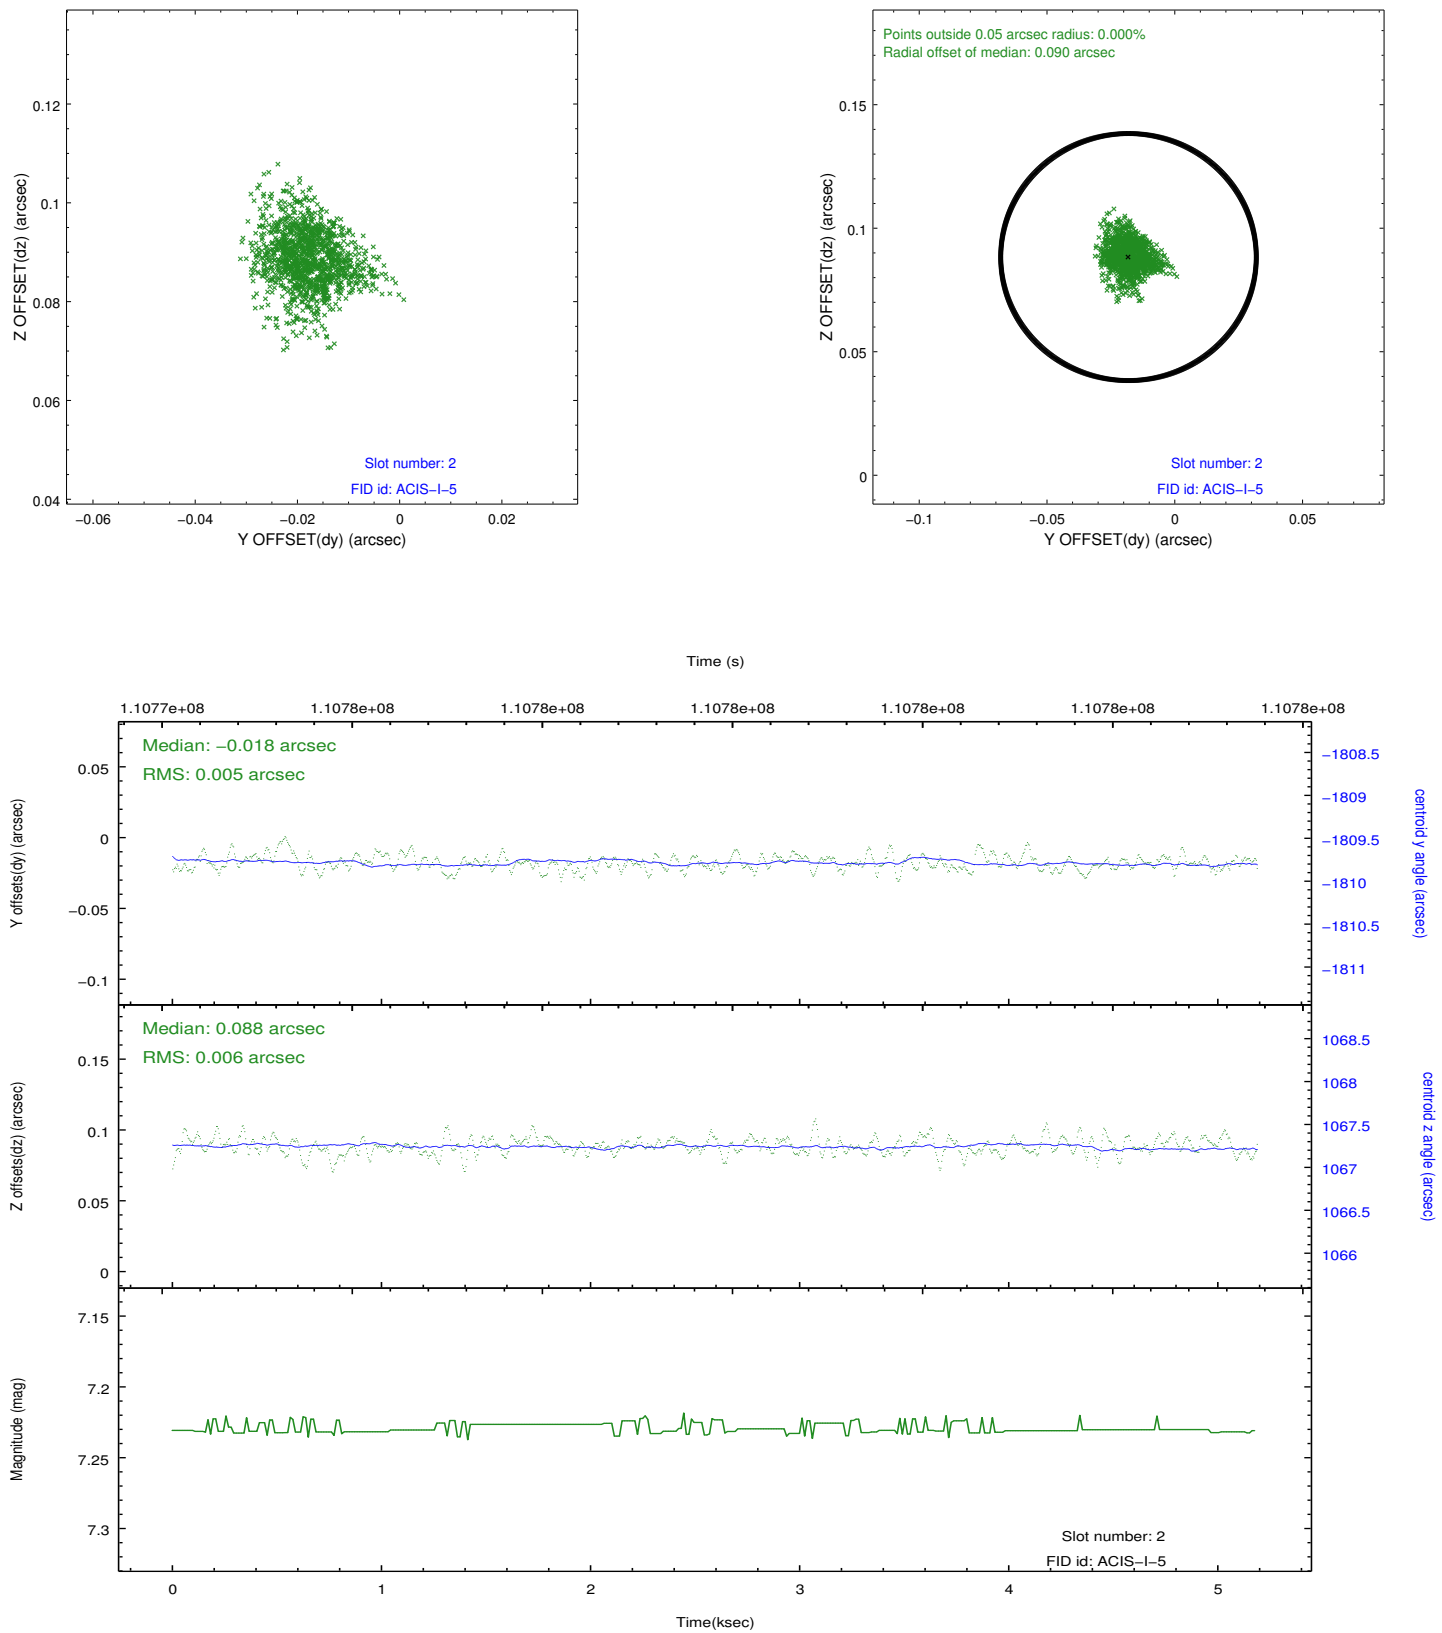 0.12
0.1
0.08
0.06
0.04
Z OFFSET(dz) (arcsec)
−0.06 −0.04 −0.02 0 0.02
Y OFFSET(dy) (arcsec)
Slot number: 2
FID id: ACIS−I−5
Points outside 0.05 arcsec radius: 0.000%
Radial offset of median: 0.090 arcsec
0.15
0.1
0.05
0
Z OFFSET(dz) (arcsec)
−0.1 −0.05 0 0.05
Y OFFSET(dy) (arcsec)
Slot number: 2
FID id: ACIS−I−5
Time (s)
1.1077e+08 1.1078e+08 1.1078e+08 1.1078e+08 1.1078e+08 1.1078e+08 1.1078e+08
Median: −0.018 arcsec
RMS: 0.005 arcsec
0.05
0
−0.05
−0.1
Y offsets(dy) (arcsec)
−1808.5
−1809
−1809.5
−1810
−1810.5
−1811
centroid y angle (arcsec)
Median: 0.088 arcsec
RMS: 0.006 arcsec
0.15
0.1
0.05
0
Z offsets(dz) (arcsec)
1068.5
1068
1067.5
1067
1066.5
1066
centroid z angle (arcsec)
7.15
7.2
7.25
7.3
Magnitude (mag)
Slot number: 2
FID id: ACIS−I−5
0 1 2 3 4 5
Time(ksec)